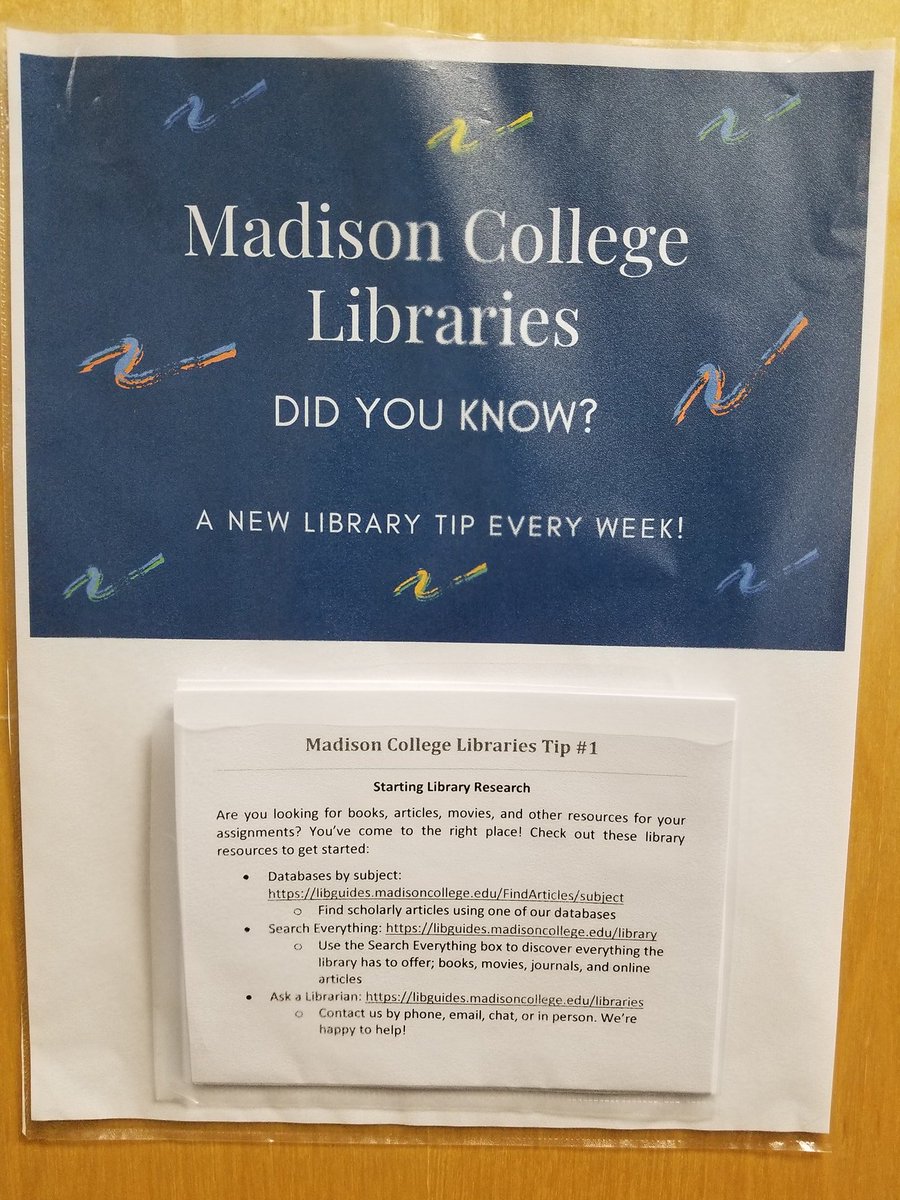 Madison College
Libraries
DID YOU KNOW?
A NEW LIBRARY TIP EVERY WEEK!
Madison College Libraries Tip #1
Starting Library Research
Are you looking for books, articles, movies, and other resources for your
assignments? You've come to the right place! Check out these library
resources to get started:
• Databases by subject:
https://libguides.madisoncollege.edu/FindArticles/subject
○ Find scholarly articles using one of our databases
• Search Everything: https://libguides.madisoncollege.edu/library
○ Use the Search Everything box to discover everything the
library has to offer; books, movies, journals, and online
articles
• Ask a Librarian: https://libguides.madisoncollege.edu/libraries
○ Contact us by phone, email, chat, or in person. We're
happy to help!